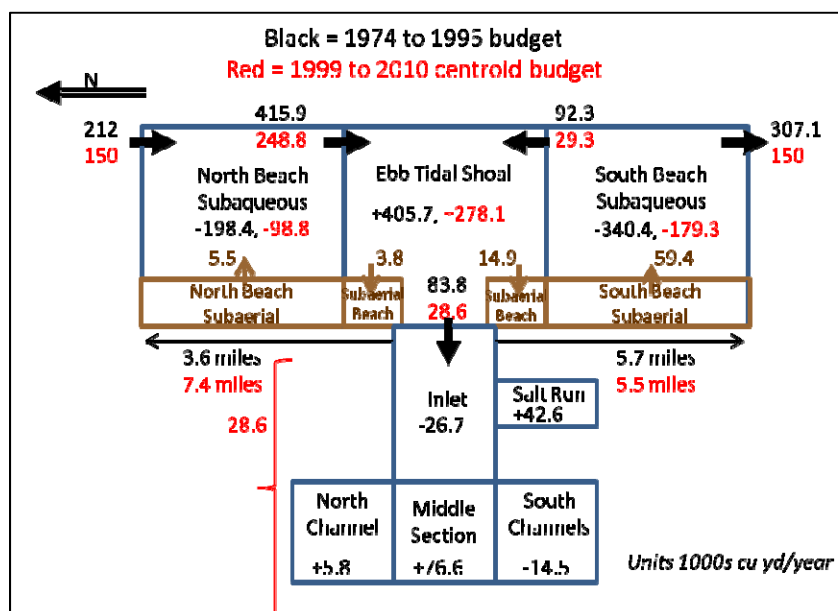 Black = 1974 to 1995 budget
Red = 1999 to 2010 centroid budget
N
415.9
92.3
212
307.1
248.8
29.3
150
150
North Beach
Subaqueous
-198.4, -98.8
Ebb Tidal Shoal
+405.7, -278.1
South Beach
Subaqueous
-340.4, -179.3
5.5
3.8
14.9
59.4
North Beach
Subaerial
Subaerial
Beach
83.8
28.6
Subaerial
Beach
South Beach
Subaerial
3.6 miles
7.4 miles
5.7 miles
5.5 miles
28.6
Inlet
-26.7
Salt Run
+42.6
North
Channel
+5.8
Middle
Section
+76.6
South
Channels
-14.5
Units 1000s cu yd/year